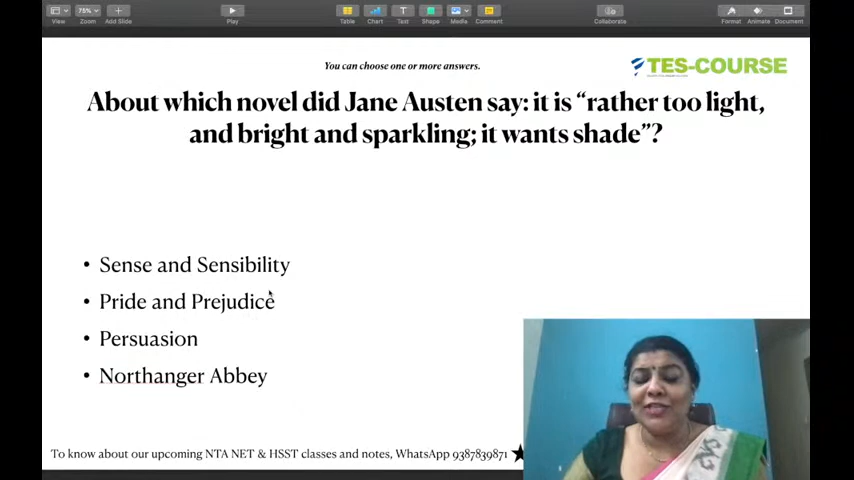 View
75%
Zoom
Add Slide
Play
Table
Chart
Text
Shape
Media
Comment
Collaborate
Format
Animate
Document
You can choose one or more answers.
TES-COURSE
About which novel did Jane Austen say: it is “rather too light,
and bright and sparkling; it wants shade”?
• Sense and Sensibility
• Pride and Prejudice
• Persuasion
• Northanger Abbey
To know about our upcoming NTA NET & HSST classes and notes, WhatsApp 9387839871